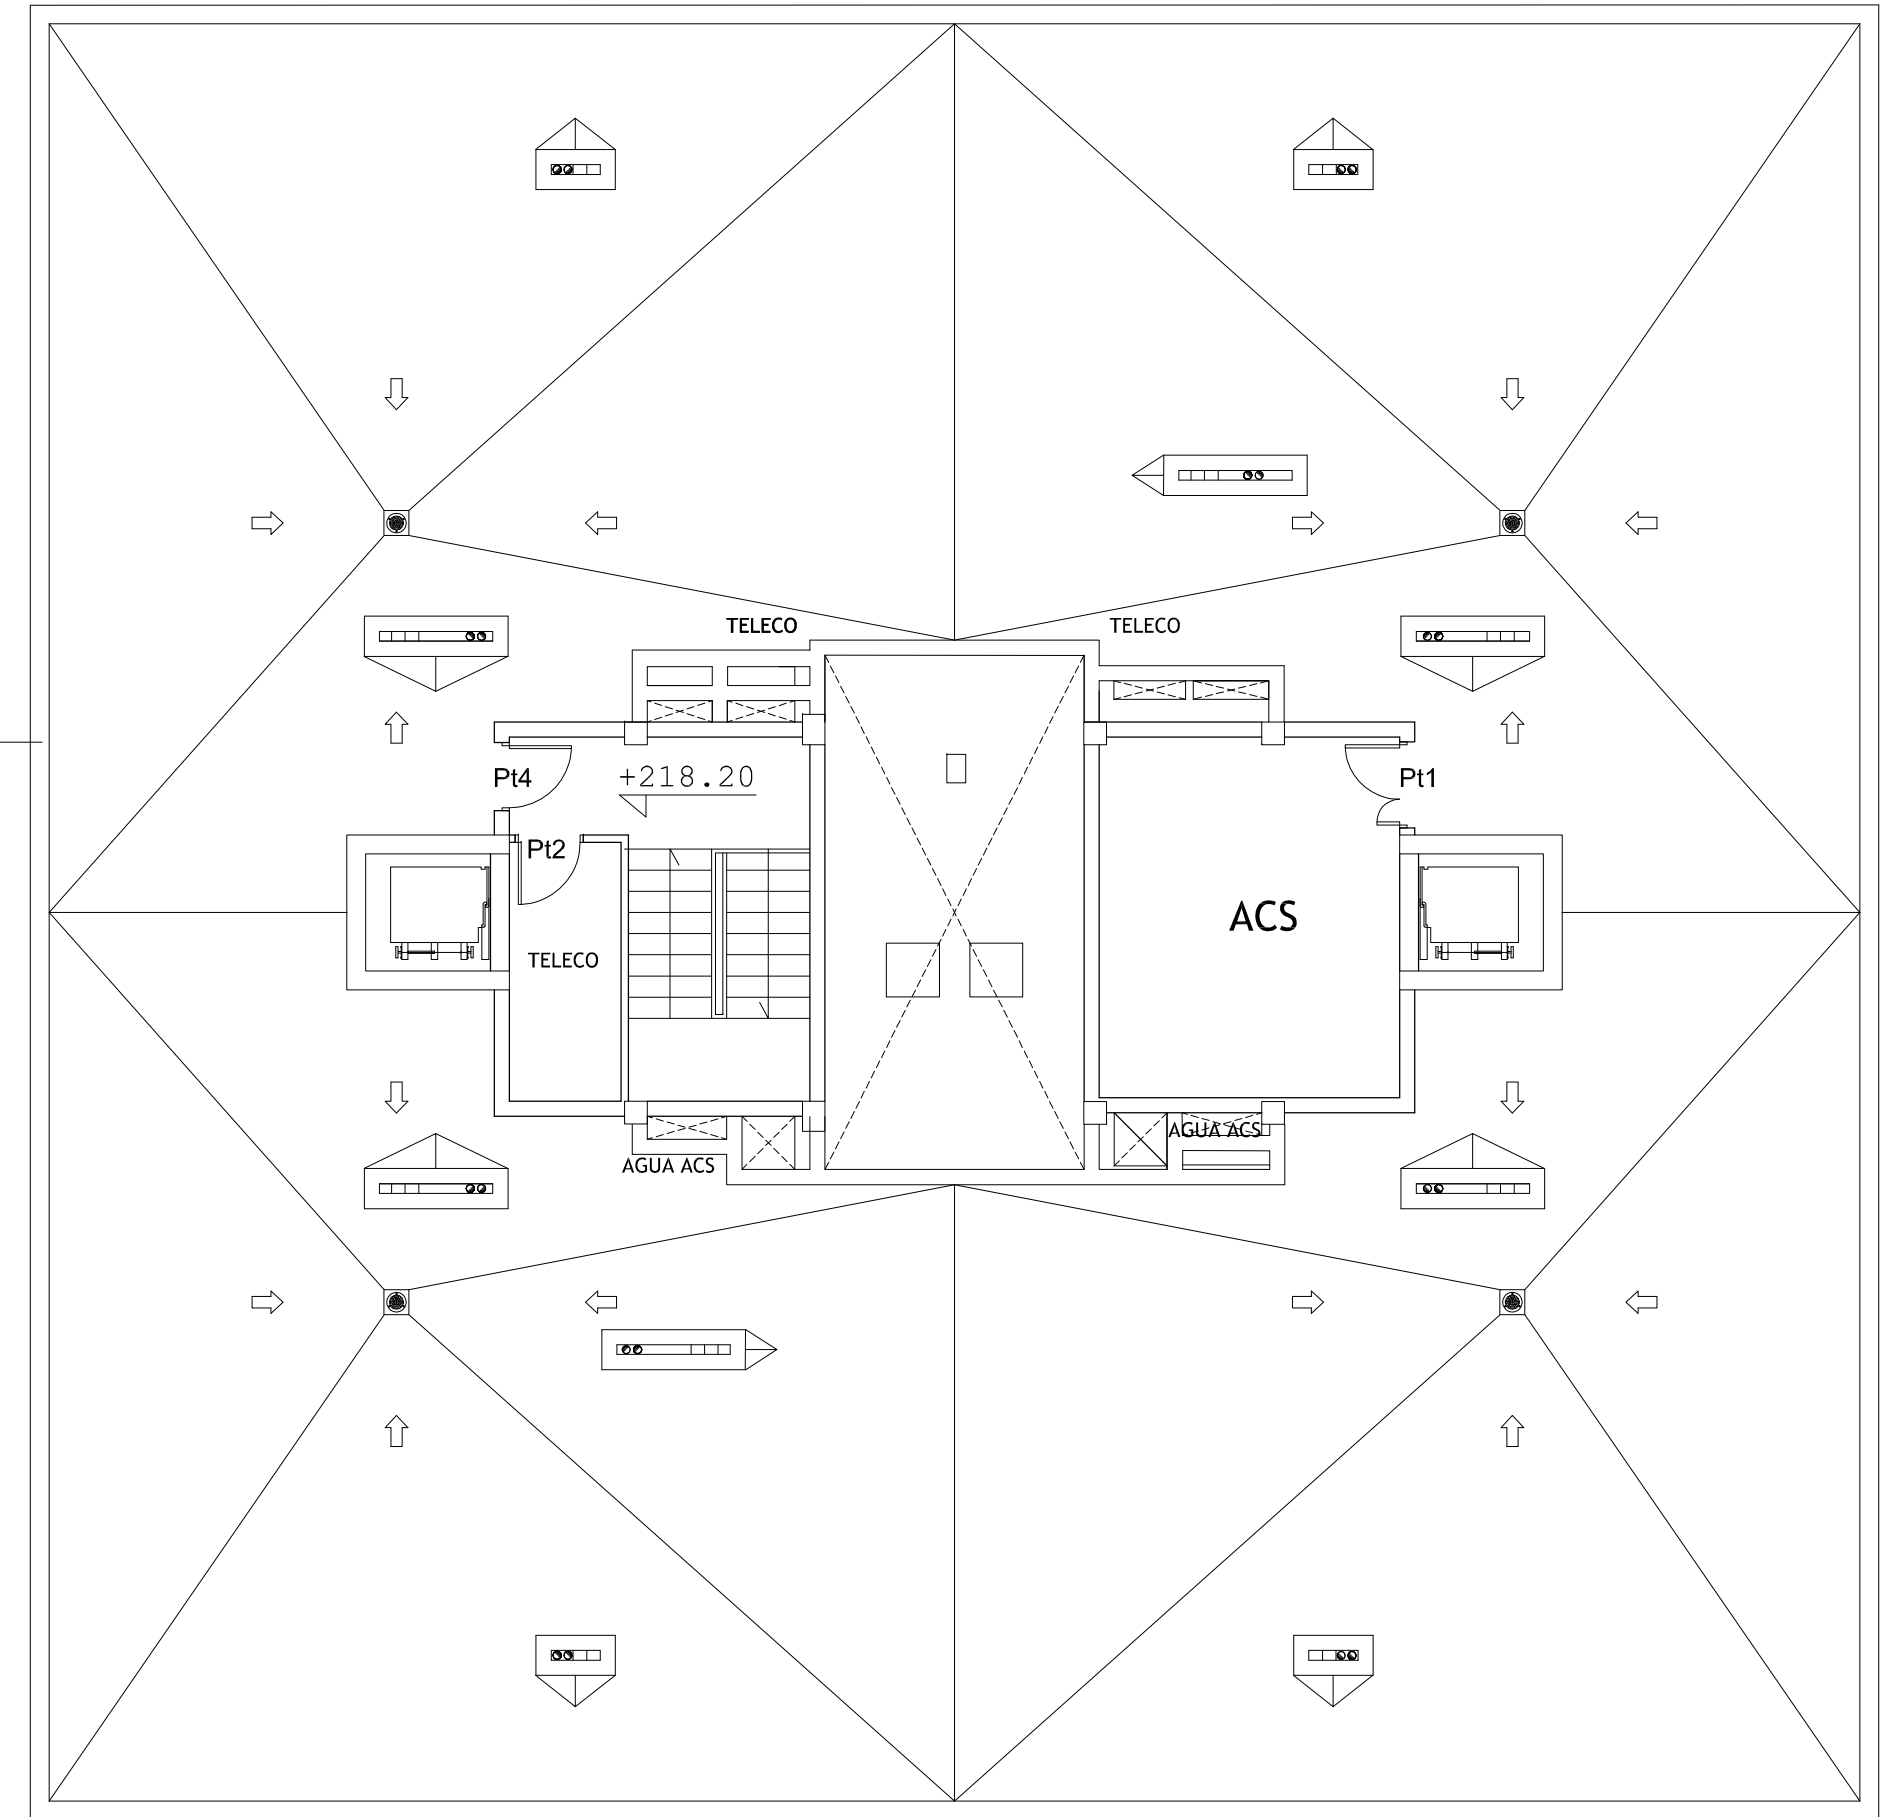 TELECO
TELECO
Pt4
+218.20
Pt1
Pt2
ACS
TELECO
AGUA ACS
AGUA ACS